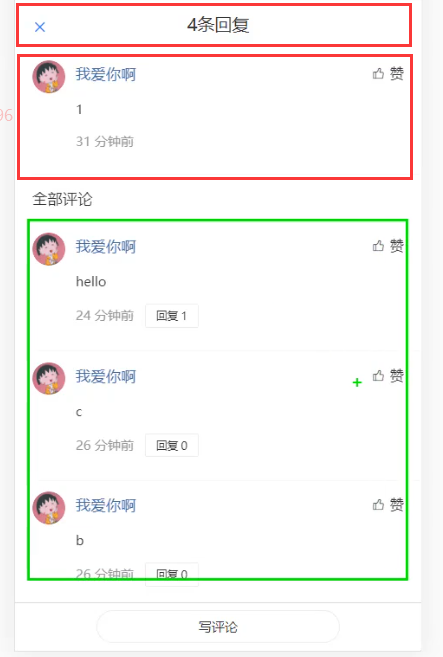 4条回复
我爱你啊
赞
1
31 分钟前
全部评论
我爱你啊
赞
hello
24 分钟前 回复 1
我爱你啊
赞
c
26 分钟前 回复 0
我爱你啊
赞
b
26 分钟前 回复 0
写评论